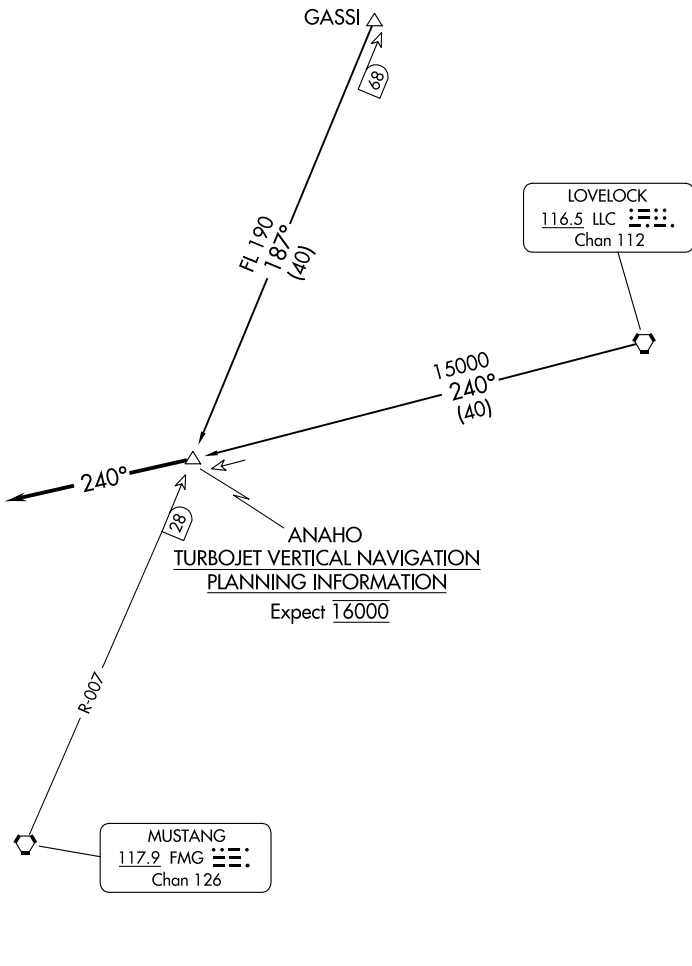 GASSI
68
FL 190
187°
(40)
LOVELOCK
116.5 LLC
Chan 112
15000
240°
(40)
240°
28
ANAHO
TURBOJET VERTICAL NAVIGATION
PLANNING INFORMATION
Expect 16000
R-007
MUSTANG
117.9 FMG
Chan 126